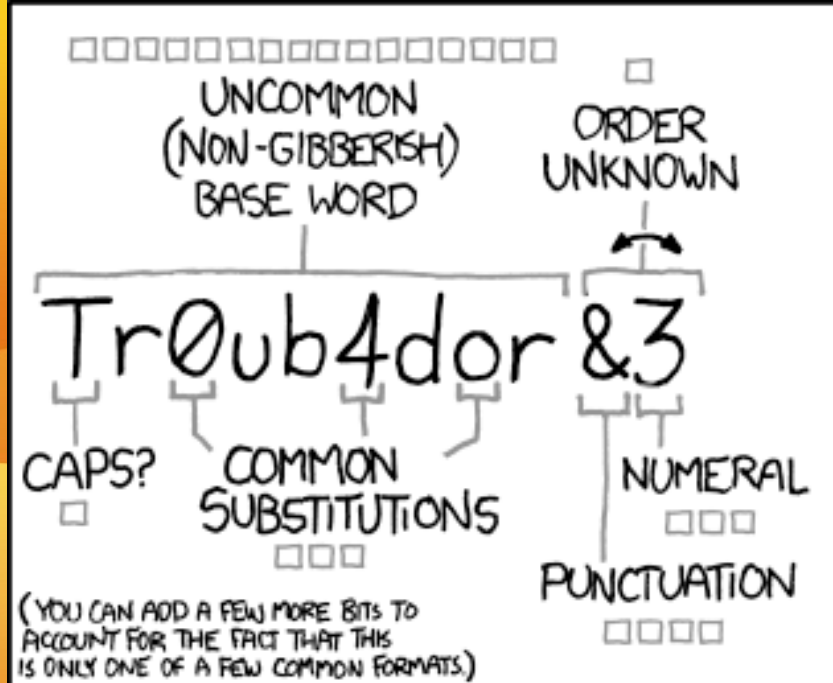 UNCOMMON
(NON-GIBBERISH)
BASE WORD
ORDER
UNKNOWN
Tr0ub4dor &3
CAPS?
COMMON
SUBSTITUTIONS
NUMERAL
PUNCTUATION
(YOU CAN ADD A FEW MORE BITS TO
ACCOUNT FOR THE FACT THAT THIS
IS ONLY ONE OF A FEW COMMON FORMATS.)